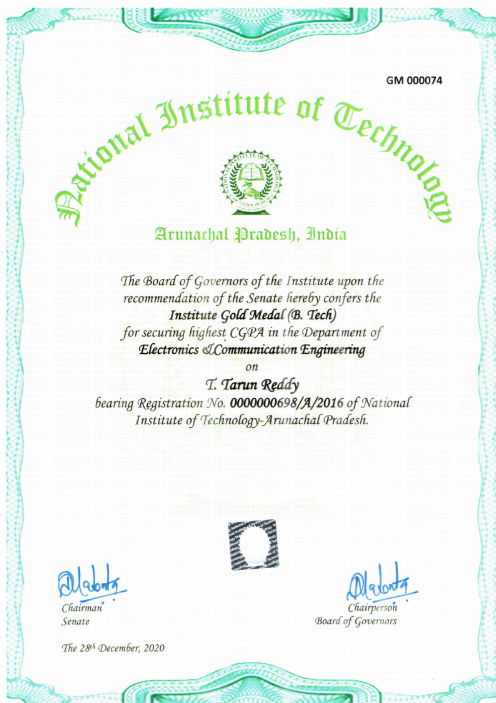 GM 000074
National Institute of Technology
Arunachal Pradesh, India
The Board of Governors of the Institute upon the
recommendation of the Senate hereby confers the
Institute Gold Medal (B. Tech)
for securing highest CGPA in the Department of
Electronics & Communication Engineering
on
T. Tarun Reddy
bearing Registration No. 0000000698/A/2016 of National
Institute of Technology-Arunachal Pradesh.
Chairman
Senate
Chairperson
Board of Governors
The 28th December, 2020